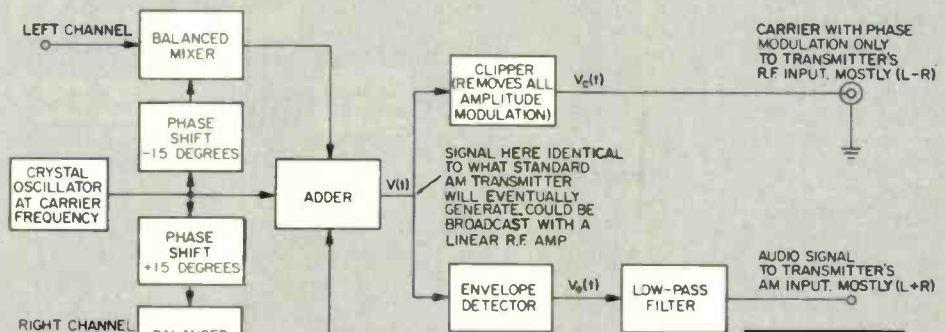 LEFT CHANNEL
BALANCED
MIXER
PHASE
SHIFT
-15 DEGREES
CRYSTAL
OSCILLATOR
AT CARRIER
FREQUENCY
PHASE
SHIFT
+15 DEGREES
RIGHT CHANNEL
BALANCED
ADDER
V(t)
CLIPPER
(REMOVES ALL
AMPLITUDE
MODULATION)
Vc(t)
CARRIER WITH PHASE
MODULATION ONLY
TO TRANSMITTER'S
R.F. INPUT, MOSTLY (L-R)
SIGNAL HERE IDENTICAL
TO WHAT STANDARD
AM TRANSMITTER
WILL EVENTUALLY
GENERATE, COULD BE
BROADCAST WITH A
LINEAR R.F. AMP
ENVELOPE
DETECTOR
Ve(t)
LOW-PASS
FILTER
AUDIO SIGNAL
TO TRANSMITTER'S
AM INPUT, MOSTLY (L+R)